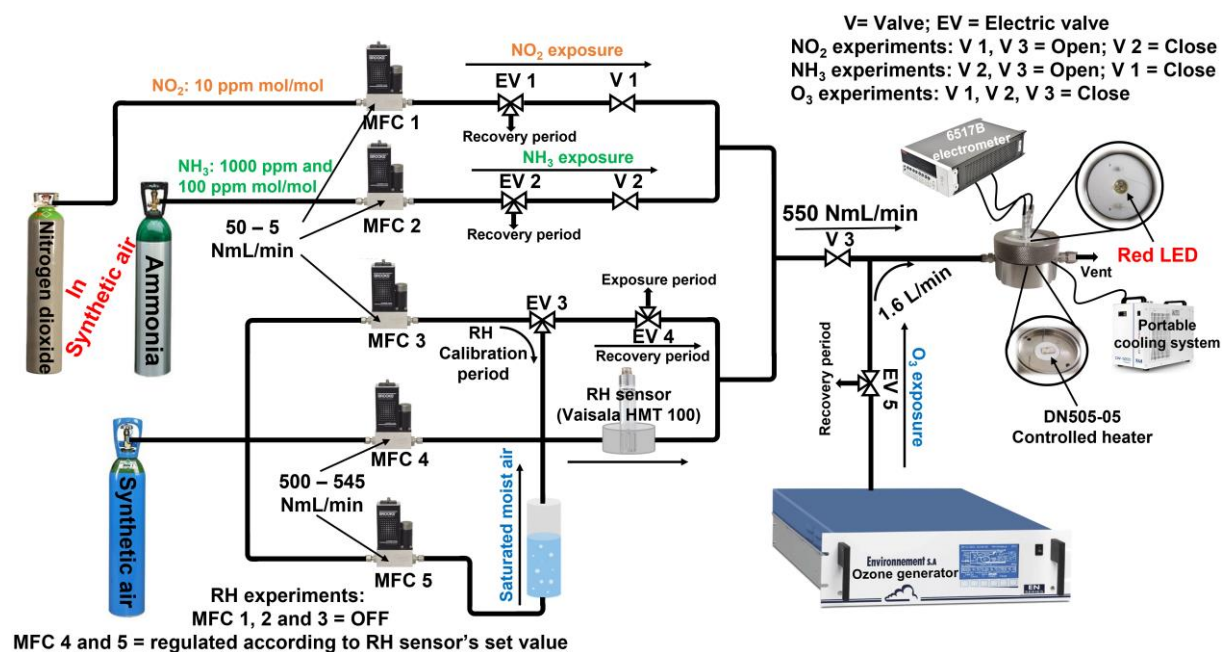 V= Valve; EV = Electric valve
NO₂ experiments: V 1, V 3 = Open; V 2 = Close
NH₃ experiments: V 2, V 3 = Open; V 1 = Close
O₃ experiments: V 1, V 2, V 3 = Close
NO₂: 10 ppm mol/mol
MFC 1
NO₂ exposure
EV 1
V 1
Recovery period
NH₃: 1000 ppm and
100 ppm mol/mol
MFC 2
NH₃ exposure
EV 2
V 2
Recovery period
50 – 5
NmL/min
Nitrogen dioxide
In
Synthetic air
Ammonia
MFC 3
EV 3
RH
Calibration
period
Exposure period
EV 4
Recovery period
RH sensor
(Vaisala HMT 100)
Synthetic air
MFC 4
500 – 545
NmL/min
MFC 5
Saturated moist air
RH experiments:
MFC 1, 2 and 3 = OFF
MFC 4 and 5 = regulated according to RH sensor's set value
550 NmL/min
V 3
1.6 L/min
Recovery period
EV 5
O₃ exposure
6517B
electrometer
Red LED
Vent
Portable
cooling system
DN505-05
Controlled heater
Environnement S.A
Ozone generator